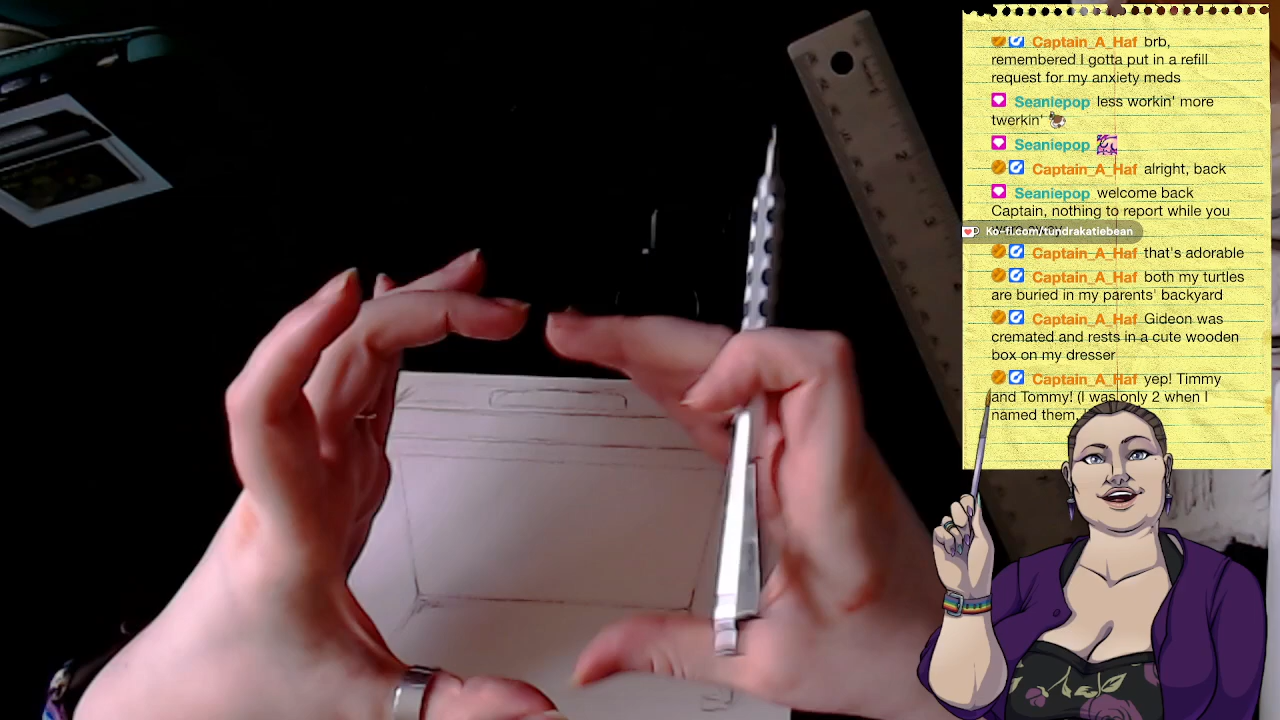 Captain_A_Haf brb,
remembered I gotta put in a refill
request for my anxiety meds
Seaniepop less workin' more
twerkin'
Seaniepop
Captain_A_Haf alright, back
Seaniepop welcome back
Captain, nothing to report while you
Ko-fi.com/tundrakatiebean
Captain_A_Haf that's adorable
Captain_A_Haf both my turtles
are buried in my parents' backyard
Captain_A_Haf Gideon was
cremated and rests in a cute wooden
box on my dresser
Captain_A_Haf yep! Timmy
and Tommy! (I was only 2 when I
named them,